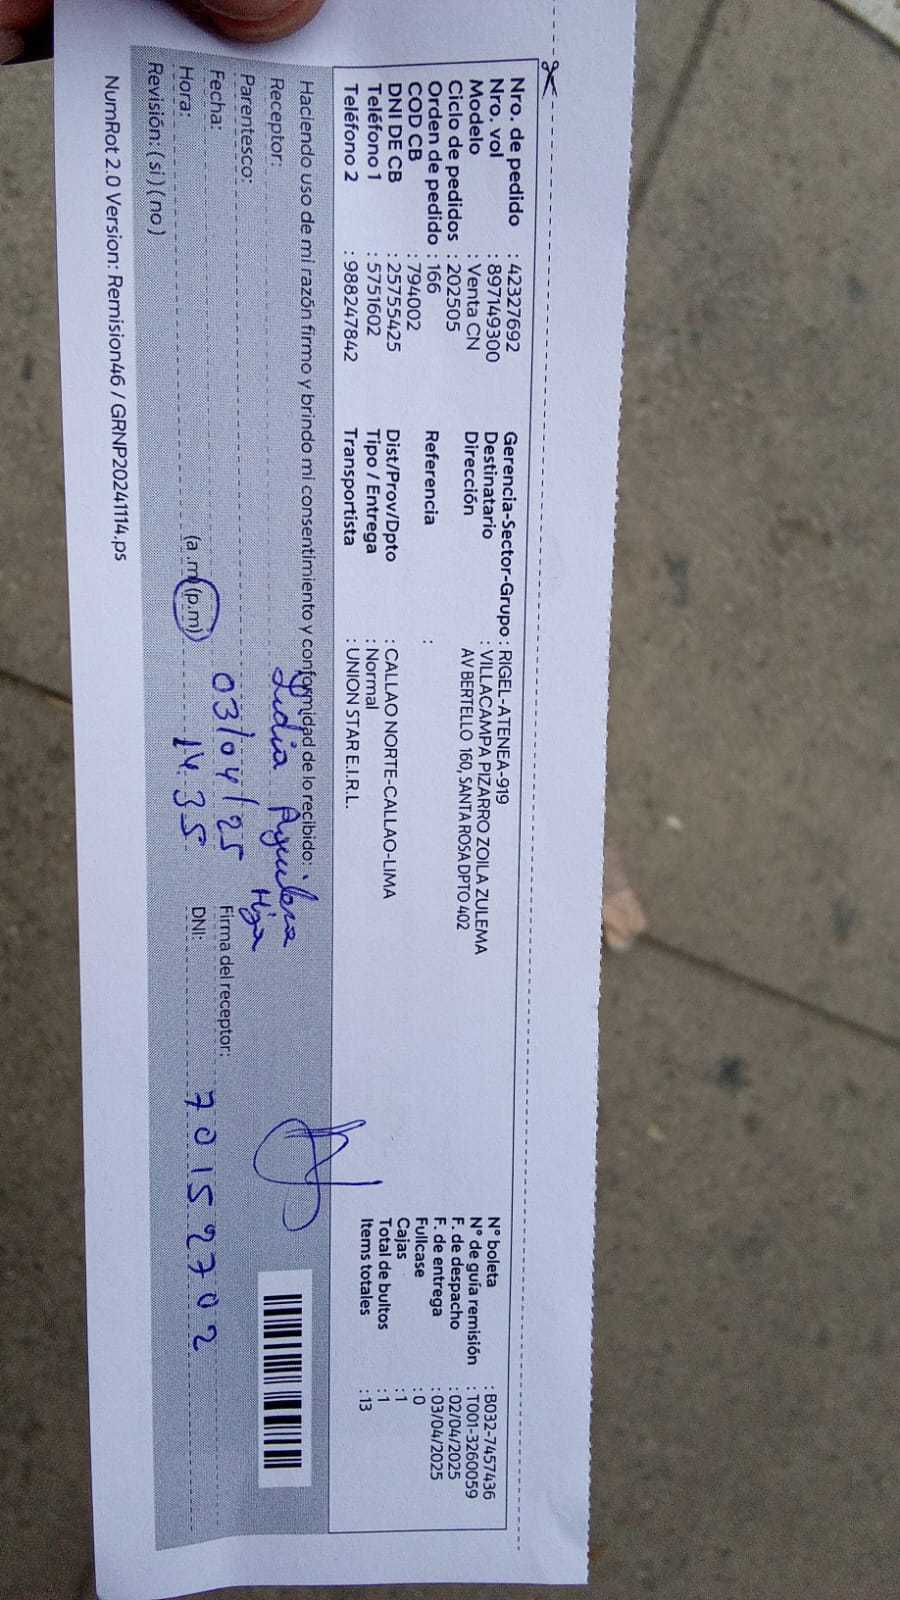 Nro. de pedido : 42327692
Nro. vol : 897149300
Modelo : Venta CN
Ciclo de pedidos : 202505
Orden de pedido : 166
COD CB : 794002
DNI DE CB : 25755425
Teléfono 1 : 5751602
Teléfono 2 : 988247842
Gerencia-Sector-Grupo : RIGEL-ATENEA-919
Destinatario : VILLACAMPA PIZARRO ZOILA ZULEMA
Dirección AV BERTELLO 160, SANTA ROSA DPTO 402
Referencia :
Dist/Prov/Dpto : CALLAO NORTE-CALLAO-LIMA
Tipo / Entrega : Normal
Transportista : UNION STAR E.I.R.L.
N° boleta : B032-7457436
N° de guía remisión : T001-3260059
F. de despacho : 02/04/2025
F. de entrega : 03/04/2025
Fullcase : 0
Cajas : 1
Total de bultos : 1
Items totales : 13
Haciendo uso de mi razón firmo y brindo mi consentimiento y conformidad de lo recibido:
Receptor: Lidia Aguilera
Parentesco: Hija
Fecha: 03/04/25 Firma del receptor:
Hora: (a.m) (p.m) 14:35 DNI: 70152702
Revisión: ( si ) ( no )
NumRot 2.0 Version: Remision46 / GRNP20241114.ps